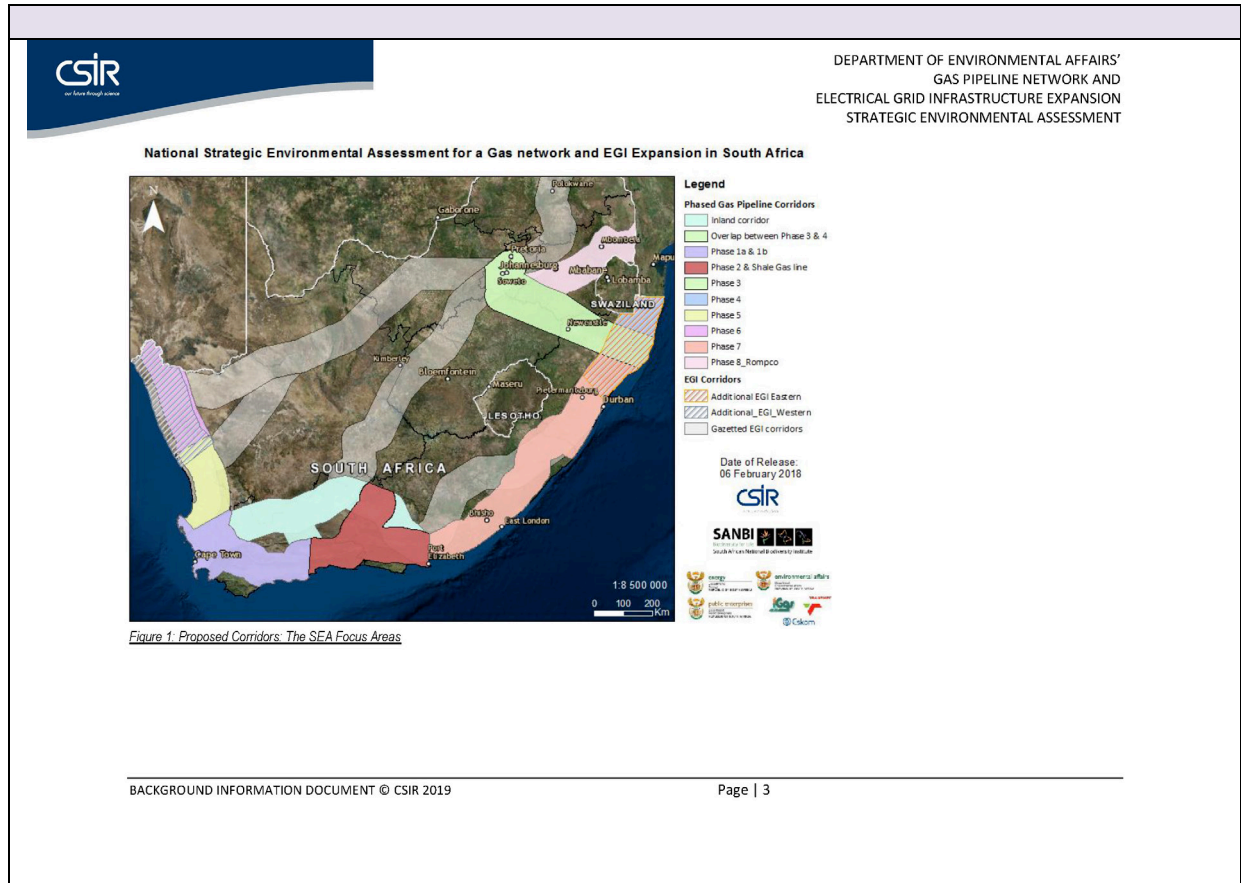 CSIR
our future through science
DEPARTMENT OF ENVIRONMENTAL AFFAIRS’
GAS PIPELINE NETWORK AND
ELECTRICAL GRID INFRASTRUCTURE EXPANSION
STRATEGIC ENVIRONMENTAL ASSESSMENT
National Strategic Environmental Assessment for a Gas network and EGI Expansion in South Africa
N
Polokwane
Gaborone
Pretoria
Johannesburg
Soweto
Mbombela
Mbabane
Lobamba
Mapu
SWAZILAND
Newcastle
Kimberley
Bloemfontein
Maseru
Pietermaritzburg
Durban
LESOTHO
SOUTH AFRICA
Bhisho
East London
Port
Elizabeth
Cape Town
1:8 500 000
0 100 200
Km
Legend
Phased Gas Pipeline Corridors
Inland corridor
Overlap between Phase 3 & 4
Phase 1a & 1b
Phase 2 & Shale Gas line
Phase 3
Phase 4
Phase 5
Phase 6
Phase 7
Phase 8_Rompco
EGI Corridors
Additional EGI Eastern
Additional_EGI_Western
Gazetted EGI corridors
Date of Release:
06 February 2018
CSIR
SANBI
South African National Biodiversity Institute
energy
environmental affairs
public enterprises
iGas
Eskom
Figure 1: Proposed Corridors: The SEA Focus Areas
BACKGROUND INFORMATION DOCUMENT © CSIR 2019
Page | 3